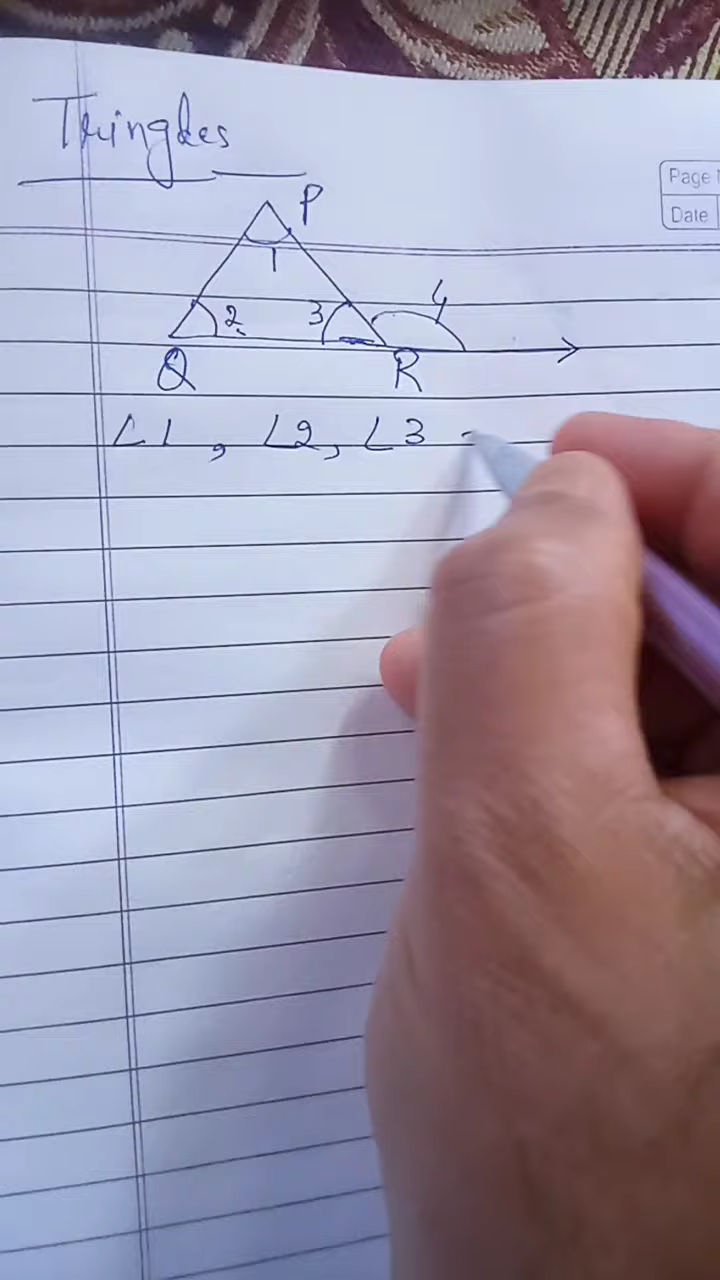 Tringles
Page
Date
P
1
2 3 4
Q R
∠1, ∠2, ∠3 -